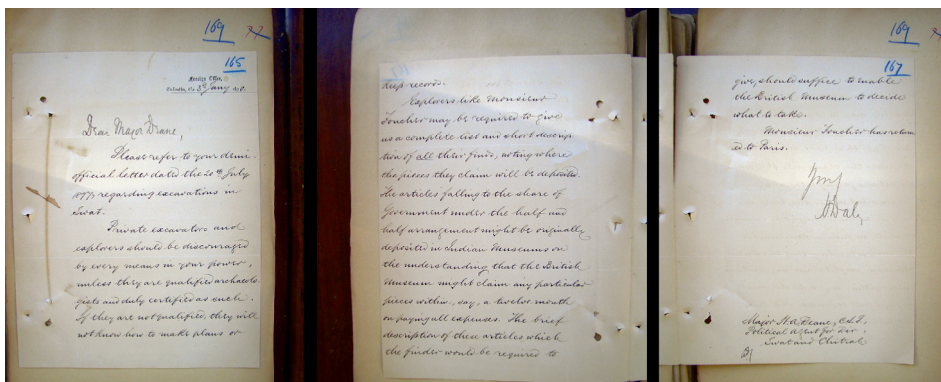 169
165
Foreign Office,
Calcutta, the 3rd Jany
Dear Major Deane,
Please refer to your demi-
official letter dated the 20th July
regarding excavations in
Swat.
Private excavators and
explorers should be discouraged
by every means in your power,
unless they are qualified archæolo-
gists and duly certified as such.
If they are not qualified, they will
not know how to make plans or
keep records.
Explorers like Monsieur
Foucher may be required to give
us a complete list and short descrip-
tion of all their finds, noting where
the pieces they claim will be deposited.
The articles falling to the share of
Government under the half and
half arrangement might be originally
deposited in Indian Museums on
the understanding that the British
Museum might claim any particular
pieces within, say, a twelve month
on paying all expenses. The brief
description of these articles which
the finder would be required to
169
167
give, should suffice to enable
the British Museum to decide
what to take.
Monsieur Foucher has return-
ed to Paris.
Major H.A. Deane, C.S.I.
Political Agent for Dir,
Swat and Chitral